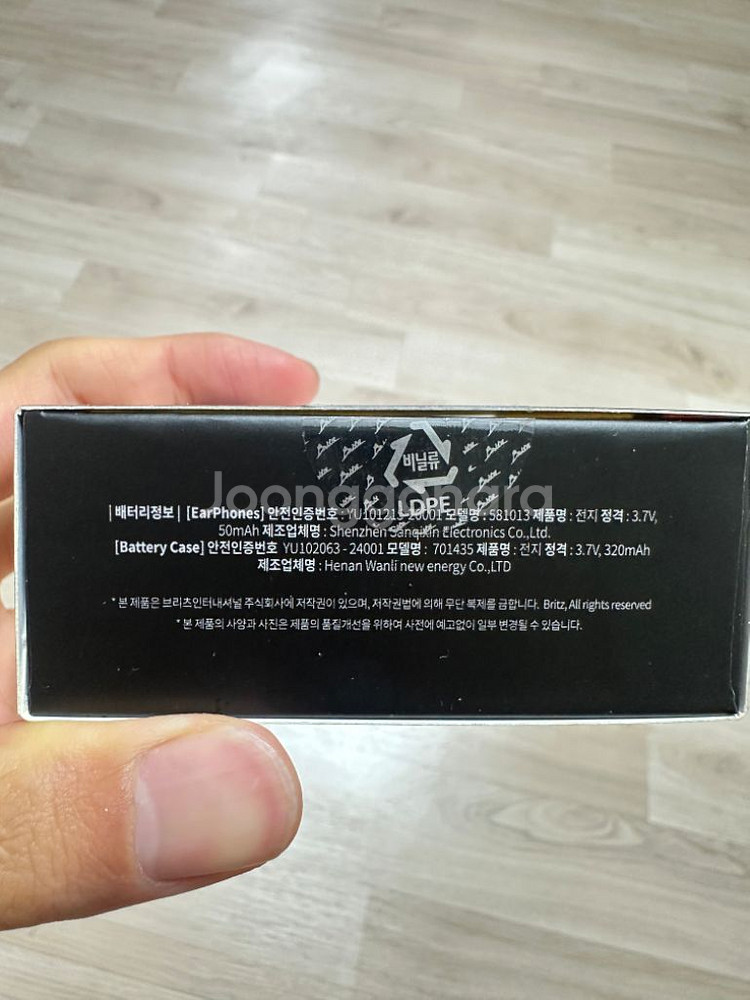 비닐류
LDPE
Joonggonara
| 배터리정보 | [EarPhones] 안전인증번호 : YU101215-20001 모델명 : 581013 제품명 : 전지 정격 : 3.7V,
50mAh 제조업체명 : Shenzhen Sanqixin Electronics Co.,Ltd.
[Battery Case] 안전인증번호 YU102063 - 24001 모델명 : 701435 제품명 : 전지 정격 : 3.7V, 320mAh
제조업체명 : Henan Wanli new energy Co.,LTD
* 본 제품은 브리츠인터내셔널 주식회사에 저작권이 있으며, 저작권법에 의해 무단 복제를 금합니다. Britz, All rights reserved
* 본 제품의 사양과 사진은 제품의 품질개선을 위하여 사전에 예고없이 일부 변경될 수 있습니다.